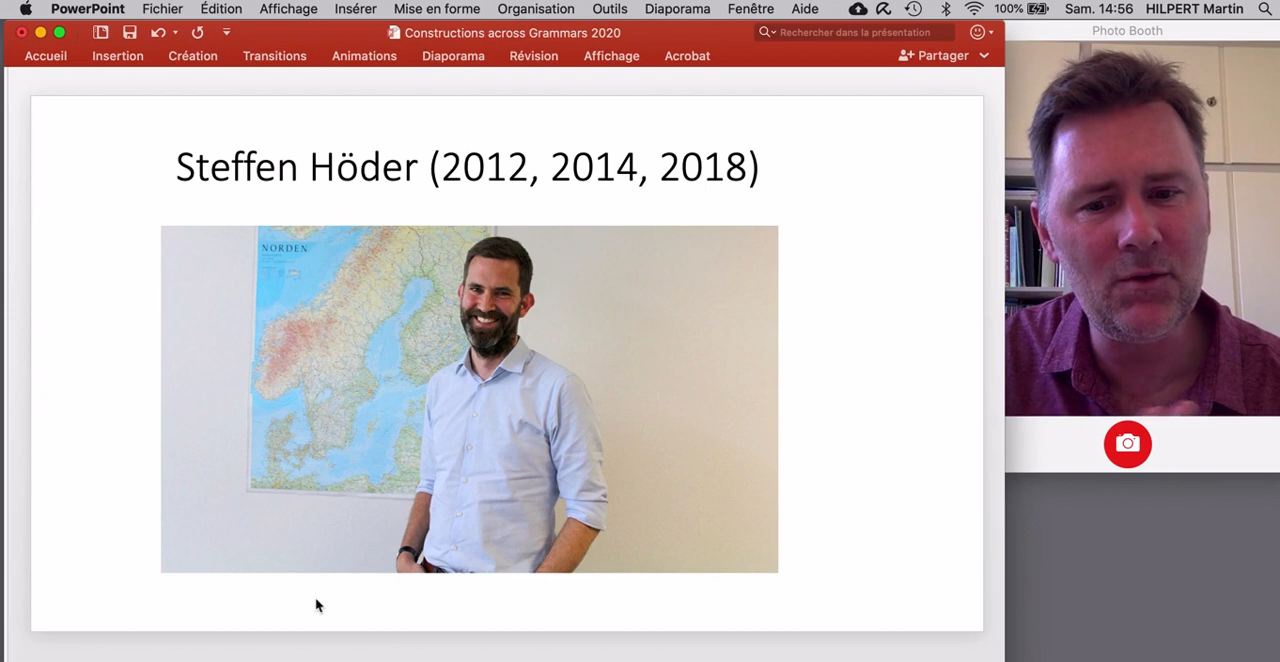 PowerPoint Fichier Édition Affichage Insérer Mise en forme Organisation Outils Diaporama Fenêtre Aide 100% Sam. 14:56 HILPERT Martin
Constructions across Grammars 2020
Rechercher dans la présentation
Photo Booth
Accueil Insertion Création Transitions Animations Diaporama Révision Affichage Acrobat Partager
Steffen Höder (2012, 2014, 2018)
NORDEN